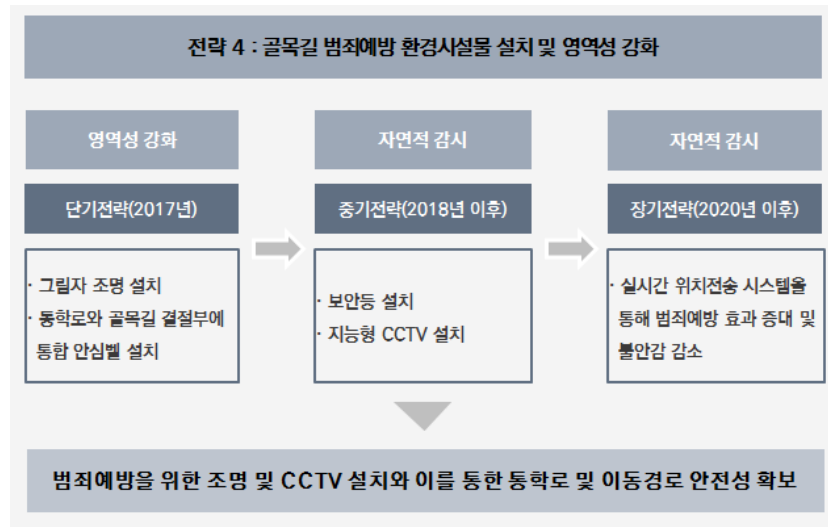 전략 4 : 골목길 범죄예방 환경시설물 설치 및 영역성 강화
영역성 강화
단기전략(2017년)
· 그림자 조명 설치
· 통학로와 골목길 결절부에
통합 안심벨 설치
자연적 감시
중기전략(2018년 이후)
· 보안등 설치
· 지능형 CCTV 설치
자연적 감시
장기전략(2020년 이후)
· 실시간 위치전송 시스템을
통해 범죄예방 효과 증대 및
불안감 감소
범죄예방을 위한 조명 및 CCTV 설치와 이를 통한 통학로 및 이동경로 안전성 확보